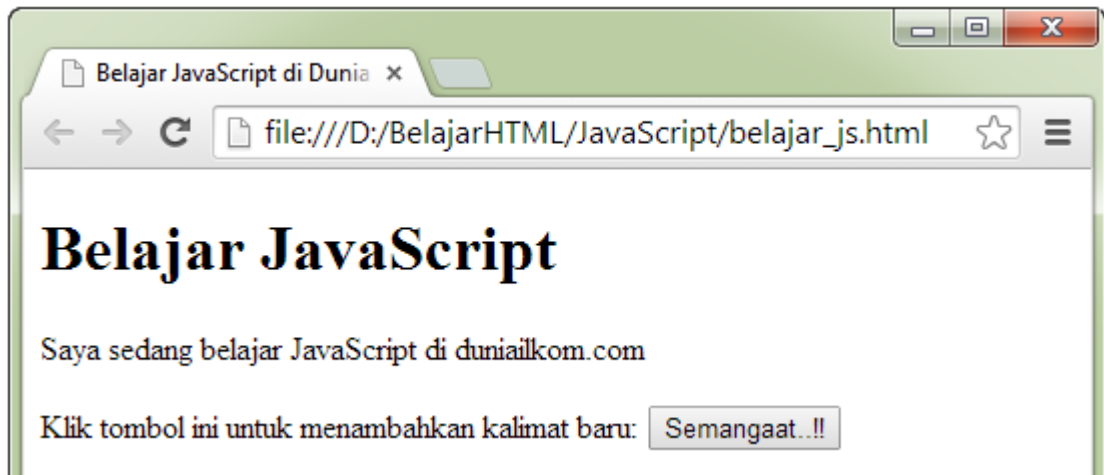 Belajar JavaScript di Dunia
file:///D:/BelajarHTML/JavaScript/belajar_js.html
Belajar JavaScript
Saya sedang belajar JavaScript di duniailkom.com
Klik tombol ini untuk menambahkan kalimat baru: Semangaat..!!